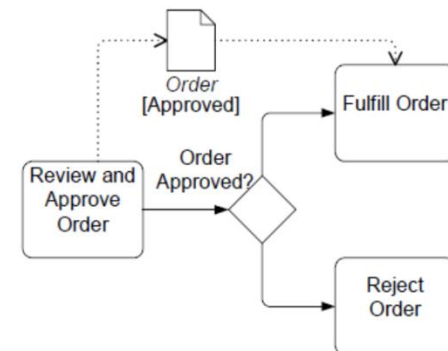 Order
[Approved]
Fulfill Order
Order
Approved?
Review and
Approve
Order
Reject
Order